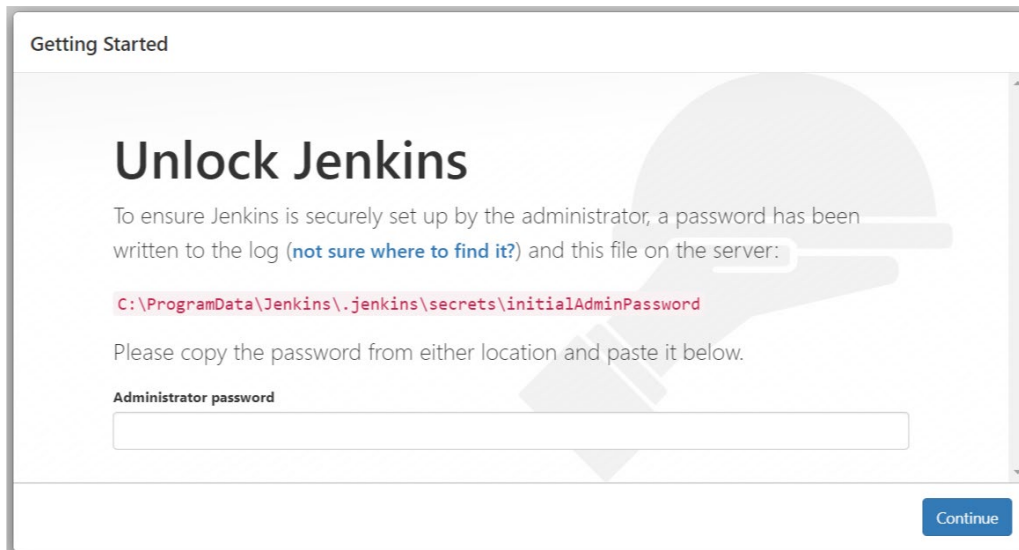 Getting Started
Unlock Jenkins
To ensure Jenkins is securely set up by the administrator, a password has been
written to the log (not sure where to find it?) and this file on the server:
C:\ProgramData\Jenkins\.jenkins\secrets\initialAdminPassword
Please copy the password from either location and paste it below.
Administrator password
Continue